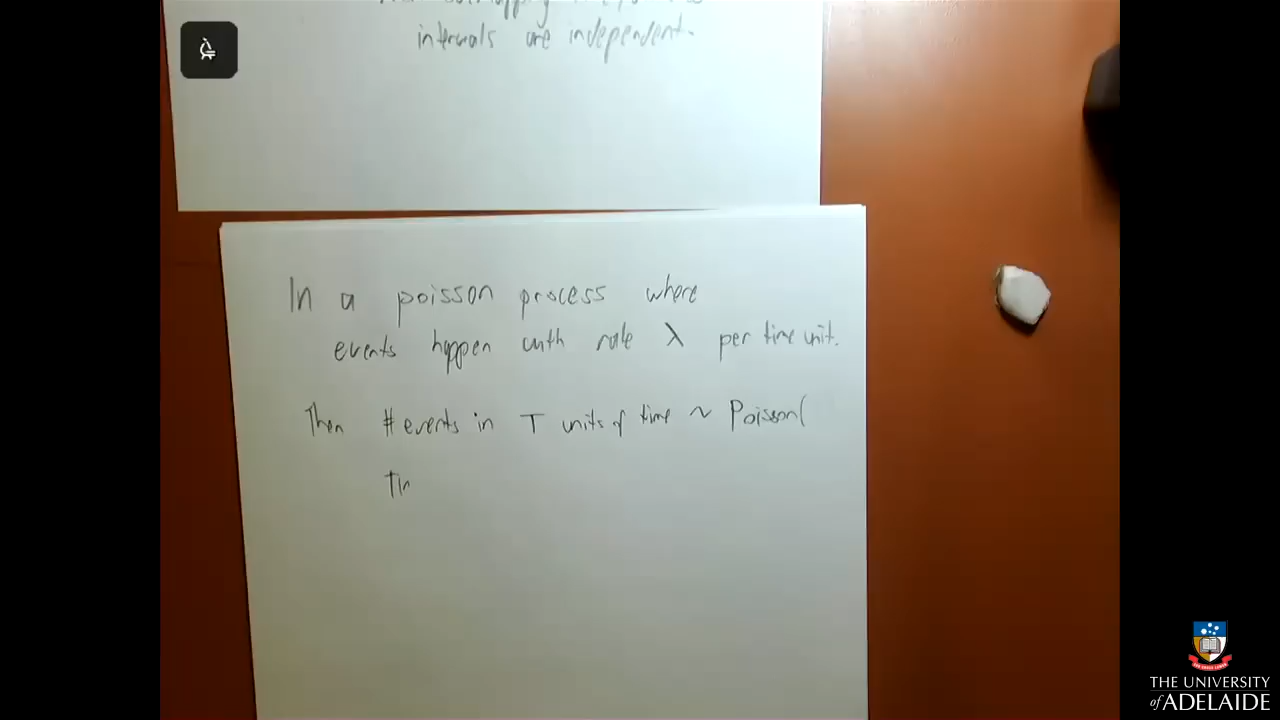 intervals are independent.
In a poisson process where
events happen with rate λ per time unit.
Then # events in T units of time ~ Poisson(
Tim
THE UNIVERSITY
of ADELAIDE